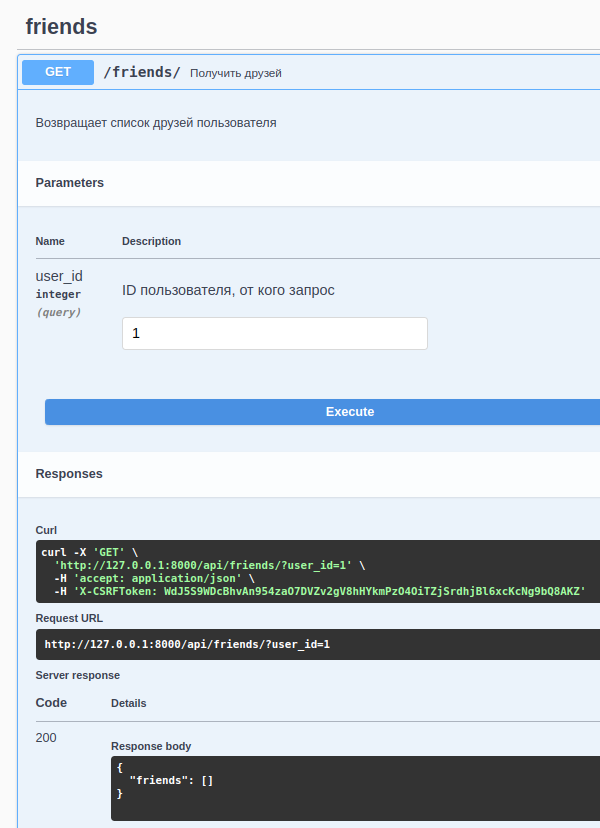 friends
GET /friends/ Получить друзей
Возвращает список друзей пользователя
Parameters
Name Description
user_id
integer
(query)
ID пользователя, от кого запрос
1
Execute
Responses
Curl
curl -X 'GET' \
'http://127.0.0.1:8000/api/friends/?user_id=1' \
-H 'accept: application/json' \
-H 'X-CSRFToken: WdJ5S9WDcBhvAn954zaO7DVZv2gV8hHYkmPzO4OiTZjSrdhjBl6xcKcNg9bQ8AKZ'
Request URL
http://127.0.0.1:8000/api/friends/?user_id=1
Server response
Code Details
200
Response body
{
"friends": []
}